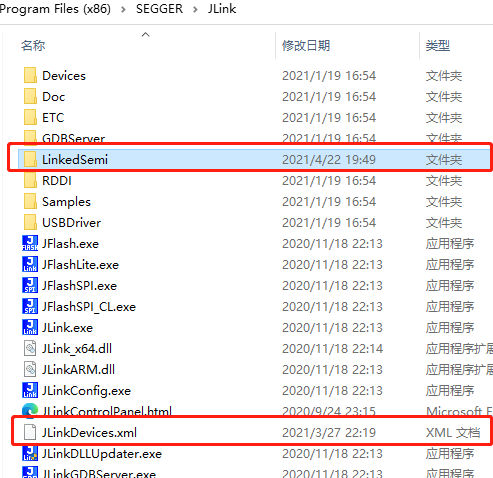 Program Files (x86) > SEGGER > JLink
名称 修改日期 类型
Devices 2021/1/19 16:54 文件夹
Doc 2021/1/19 16:54 文件夹
ETC 2021/1/19 16:54 文件夹
GDBServer 2021/1/19 16:54 文件夹
LinkedSemi 2021/4/22 19:49 文件夹
RDDI 2021/1/19 16:54 文件夹
Samples 2021/1/19 16:54 文件夹
USBDriver 2021/1/19 16:54 文件夹
JFlash.exe 2020/11/18 22:13 应用程序
JFlashLite.exe 2020/11/18 22:13 应用程序
JFlashSPI.exe 2020/11/18 22:13 应用程序
JFlashSPI_CL.exe 2020/11/18 22:13 应用程序
JLink.exe 2020/11/18 22:13 应用程序
JLink_x64.dll 2020/11/18 22:14 应用程序扩展
JLinkARM.dll 2020/11/18 22:13 应用程序扩展
JLinkConfig.exe 2020/11/18 22:13 应用程序
JLinkControlPanel.html 2020/9/24 23:15 Microsoft E
JLinkDevices.xml 2021/3/27 22:19 XML 文档
JLinkDLLUpdater.exe 2020/11/18 22:13 应用程序
JLinkGDBServer.exe 2020/11/18 22:13 应用程序